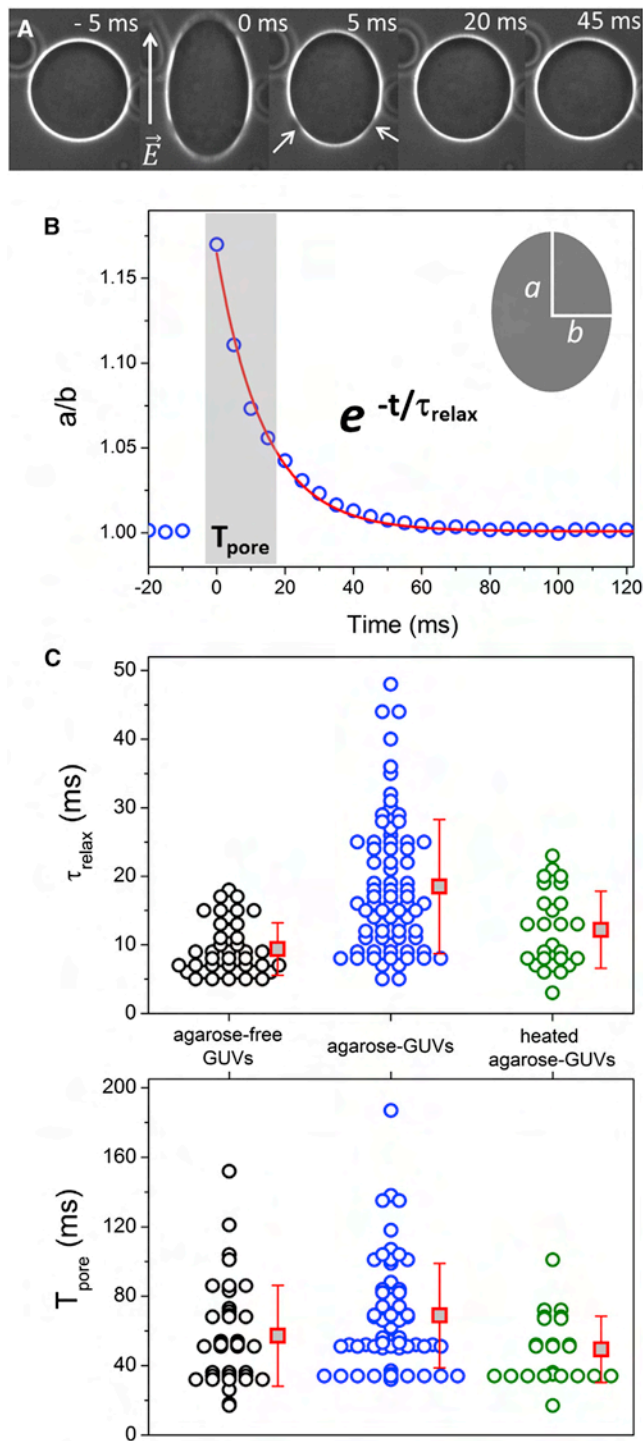 A
- 5 ms
0 ms
5 ms
20 ms
45 ms
E
B
a/b
1.15
1.10
1.05
1.00
a
b
e -t/τrelax
Tpore
-20 0 20 40 60 80 100 120
Time (ms)
C
τrelax (ms)
50
40
30
20
10
0
agarose-free
GUVs
agarose-GUVs
heated
agarose-GUVs
Tpore (ms)
200
160
120
80
40
0